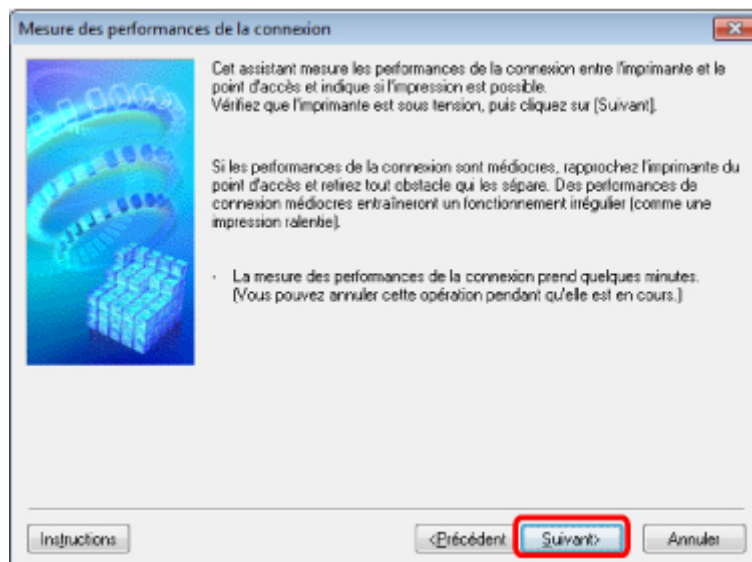 Mesure des performances de la connexion
Cet assistant mesure les performances de la connexion entre l'imprimante et le
point d'accès et indique si l'impression est possible.
Vérifiez que l'imprimante est sous tension, puis cliquez sur [Suivant].
Si les performances de la connexion sont médiocres, rapprochez l'imprimante du
point d'accès et retirez tout obstacle qui les sépare. Des performances de
connexion médiocres entraîneront un fonctionnement irrégulier (comme une
impression ralentie).
- La mesure des performances de la connexion prend quelques minutes.
(Vous pouvez annuler cette opération pendant qu'elle est en cours.)
Instructions
<Précédent
Suivant>
Annuler